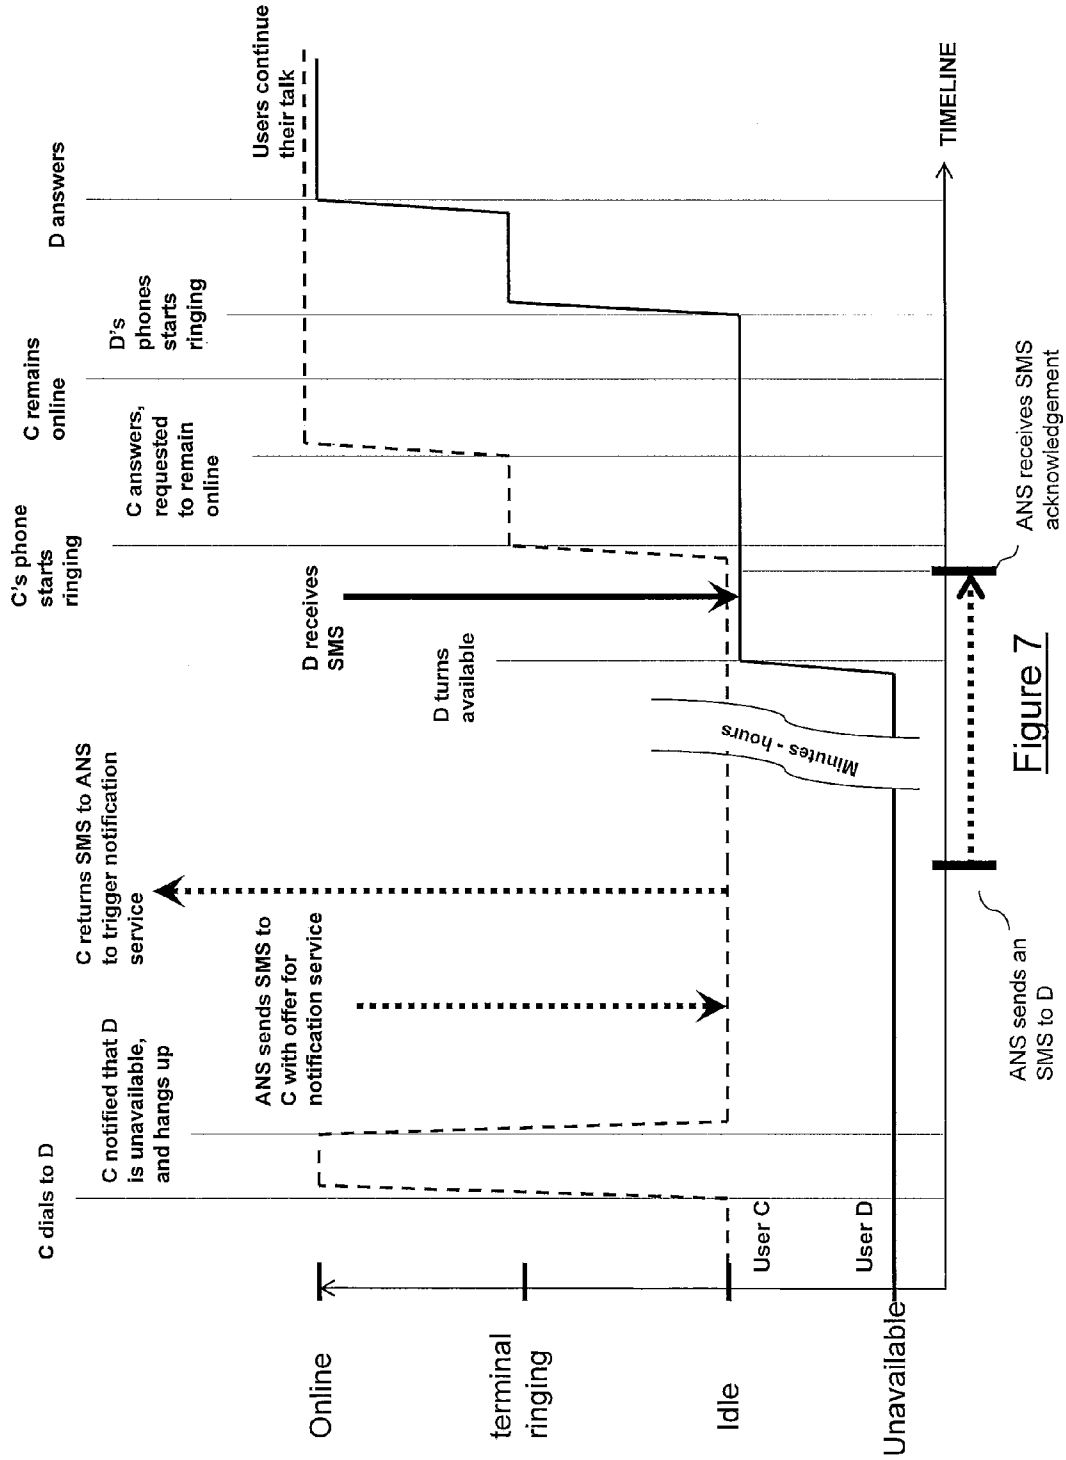 C dials to D
C notified that D
is unavailable,
and hangs up
ANS sends SMS to
C with offer for
notification service
C returns SMS to ANS
to trigger notification
service
D turns
available
D receives
SMS
C's phone
starts
ringing
C answers,
requested
to remain
online
C remains
online
D's
phones
starts
ringing
D answers
Users continue
their talk
Online
terminal
ringing
Idle
Unavailable
User C
User D
Minutes - hours
TIMELINE
ANS sends an
SMS to D
ANS receives SMS
acknowledgement
Figure 7